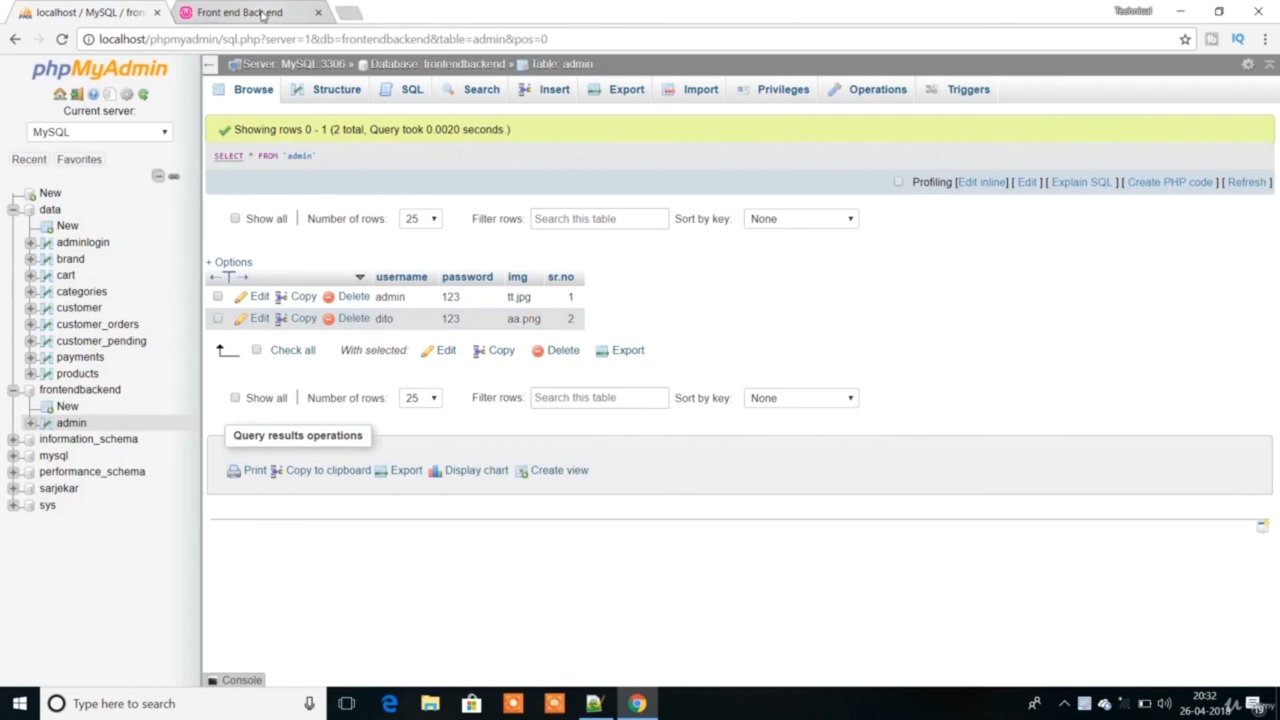 localhost / MySQL / fron
Front end Backend
Technical
localhost/phpmyadmin/sql.php?server=1&db=frontendbackend&table=admin&pos=0
phpMyAdmin
Current server:
MySQL
Recent Favorites
New
data
New
adminlogin
brand
cart
categories
customer
customer_orders
customer_pending
payments
products
frontendbackend
New
admin
information_schema
mysql
performance_schema
sarjekar
sys
Server: MySQL:3306 » Database: frontendbackend » Table: admin
Browse Structure SQL Search Insert Export Import Privileges Operations Triggers
Showing rows 0 - 1 (2 total, Query took 0.0020 seconds.)
SELECT * FROM `admin`
Profiling [Edit inline] [ Edit ] [ Explain SQL ] [ Create PHP code ] [ Refresh ]
Show all Number of rows: 25 Filter rows: Search this table Sort by key: None
+ Options
username password img sr.no
Edit Copy Delete admin 123 tt.jpg 1
Edit Copy Delete dito 123 aa.png 2
Check all With selected: Edit Copy Delete Export
Show all Number of rows: 25 Filter rows: Search this table Sort by key: None
Query results operations
Print Copy to clipboard Export Display chart Create view
Console
Type here to search
20:32
26-04-2018